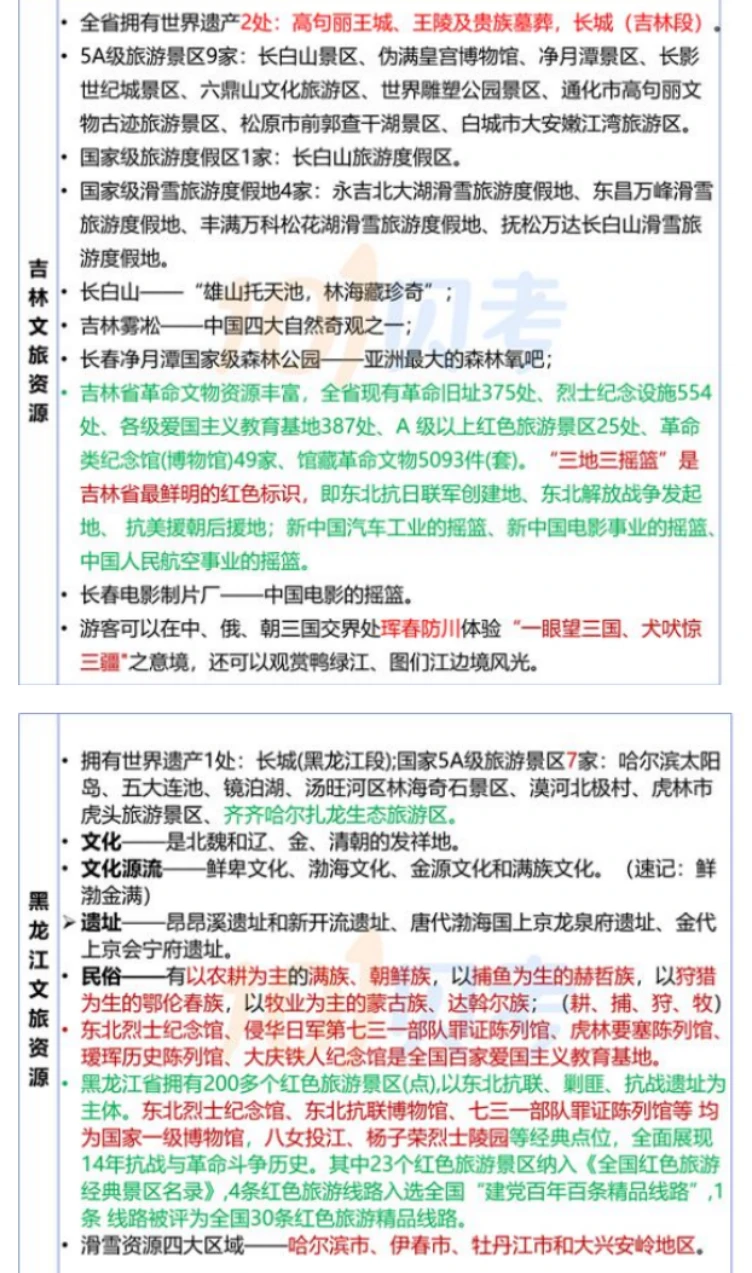 吉林文旅资源
• 全省拥有世界遗产2处：高句丽王城、王陵及贵族墓葬，长城（吉林段）。
• 5A级旅游景区9家：长白山景区、伪满皇宫博物馆、净月潭景区、长影
世纪城景区、六鼎山文化旅游区、世界雕塑公园景区、通化市高句丽文
物古迹旅游景区、松原市前郭查干湖景区、白城市大安嫩江湾旅游区。
• 国家级旅游度假区1家：长白山旅游度假区。
• 国家级滑雪旅游度假地4家：永吉北大湖滑雪旅游度假地、东昌万峰滑雪
旅游度假地、丰满万科松花湖滑雪旅游度假地、抚松万达长白山滑雪旅
游度假地。
• 长白山——“雄山托天池，林海藏珍奇”；
• 吉林雾凇——中国四大自然奇观之一；
• 长春净月潭国家级森林公园——亚洲最大的森林氧吧；
• 吉林省革命文物资源丰富，全省现有革命旧址375处、烈士纪念设施554
处、各级爱国主义教育基地387处、A 级以上红色旅游景区25处、革命
类纪念馆(博物馆)49家、馆藏革命文物5093件(套)。“三地三摇篮”是
吉林省最鲜明的红色标识，即东北抗日联军创建地、东北解放战争发起
地、 抗美援朝后援地；新中国汽车工业的摇篮、新中国电影事业的摇篮、
中国人民航空事业的摇篮。
• 长春电影制片厂——中国电影的摇篮。
• 游客可以在中、俄、朝三国交界处珲春防川体验“一眼望三国、犬吠惊
三疆"之意境，还可以观赏鸭绿江、图们江边境风光。
101闪考
黑龙江文旅资源
• 拥有世界遗产1处：长城(黑龙江段);国家5A级旅游景区7家：哈尔滨太阳
岛、五大连池、镜泊湖、汤旺河区林海奇石景区、漠河北极村、虎林市
虎头旅游景区、齐齐哈尔扎龙生态旅游区。
• 文化——是北魏和辽、金、清朝的发祥地。
• 文化源流——鲜卑文化、渤海文化、金源文化和满族文化。（速记：鲜
渤金满）
➢ 遗址——昂昂溪遗址和新开流遗址、唐代渤海国上京龙泉府遗址、金代
上京会宁府遗址。
• 民俗——有以农耕为主的满族、朝鲜族，以捕鱼为生的赫哲族，以狩猎
为生的鄂伦春族，以牧业为主的蒙古族、达斡尔族；（耕、捕、狩、牧）
• 东北烈士纪念馆、侵华日军第七三一部队罪证陈列馆、虎林要塞陈列馆、
瑷珲历史陈列馆、大庆铁人纪念馆是全国百家爱国主义教育基地。
• 黑龙江省拥有200多个红色旅游景区(点),以东北抗联、剿匪、抗战遗址为
主体。东北烈士纪念馆、东北抗联博物馆、七三一部队罪证陈列馆等 均
为国家一级博物馆，八女投江、杨子荣烈士陵园等经典点位，全面展现
14年抗战与革命斗争历史。其中23个红色旅游景区纳入《全国红色旅游
经典景区名录》,4条红色旅游线路入选全国“建党百年百条精品线路”,1
条 线路被评为全国30条红色旅游精品线路。
• 滑雪资源四大区域——哈尔滨市、伊春市、牡丹江市和大兴安岭地区。
101闪考